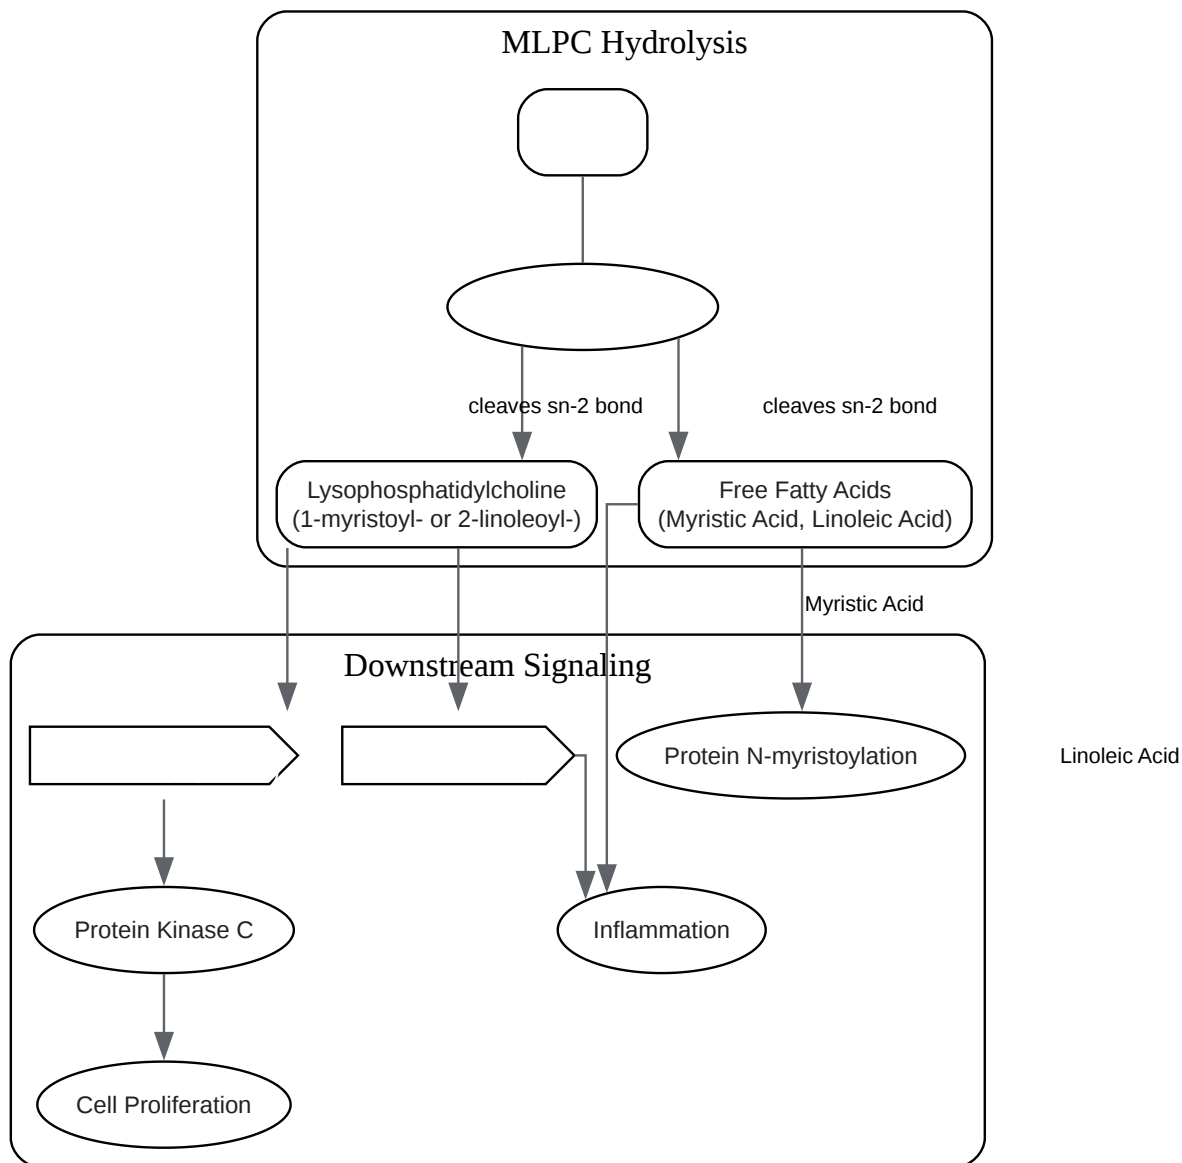 MLPC Hydrolysis
cleaves sn-2 bond
cleaves sn-2 bond
Lysophosphatidylcholine
(1-myristoyl- or 2-linoleoyl-)
Free Fatty Acids
(Myristic Acid, Linoleic Acid)
Myristic Acid
Downstream Signaling
Protein N-myristoylation
Linoleic Acid
Protein Kinase C
Inflammation
Cell Proliferation